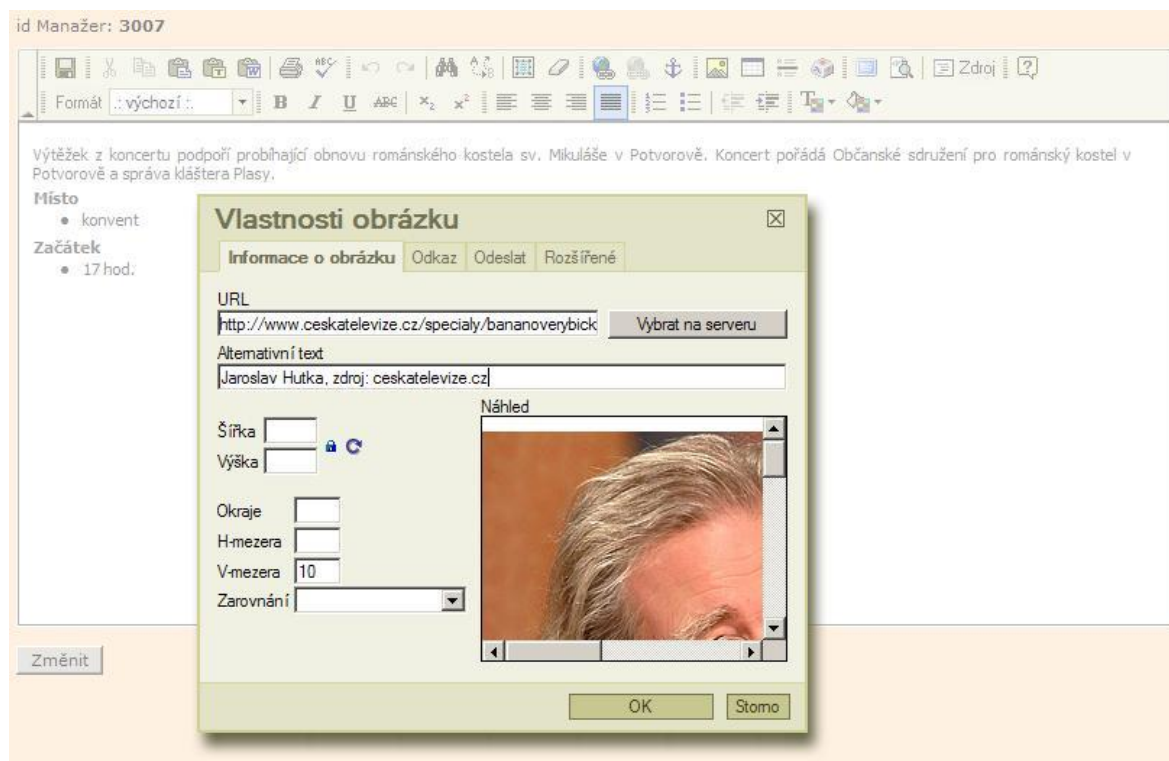 id Manažer: 3007
Zdroj
Formát .: výchozí :.
B I U ABC x₂ x²
Výtěžek z koncertu podpoří probíhající obnovu románského kostela sv. Mikuláše v Potvorově. Koncert pořádá Občanské sdružení pro románský kostel v
Potvorově a správa kláštera Plasy.
Místo
• konvent
Začátek
• 17 hod.
Vlastnosti obrázku
Informace o obrázku Odkaz Odeslat Rozšířené
URL
http://www.ceskatelevize.cz/specialy/bananoverybick Vybrat na serveru
Alternativní text
Jaroslav Hutka, zdroj: ceskatelevize.cz
Náhled
Šířka
Výška
Okraje
H-mezera
V-mezera 10
Zarovnání
Změnit
OK Storno